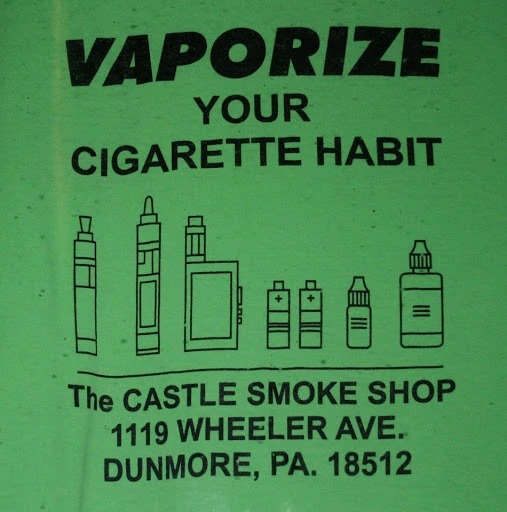 VAPORIZE
YOUR
CIGARETTE HABIT
The CASTLE SMOKE SHOP
1119 WHEELER AVE.
DUNMORE, PA. 18512